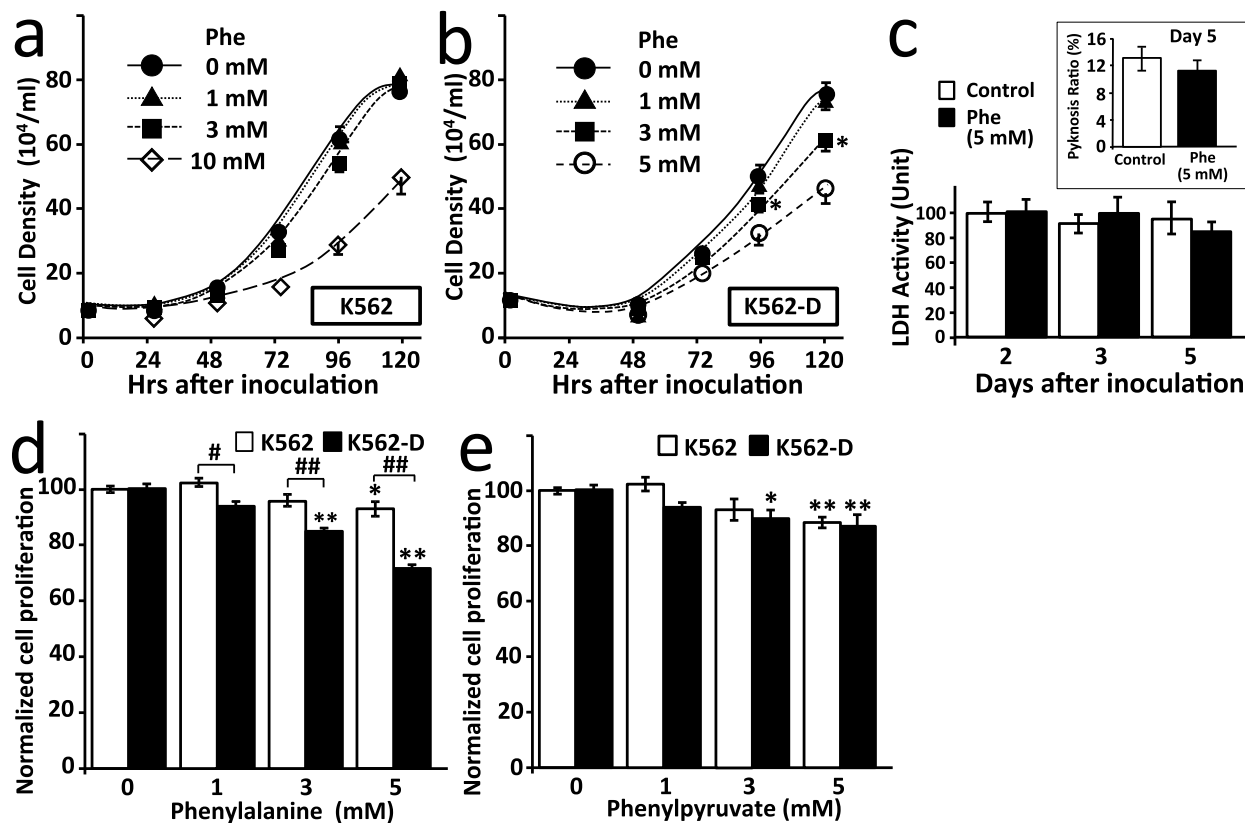 a
Phe
0 mM
1 mM
3 mM
10 mM
Cell Density (10⁴/ml)
80
60
40
20
0
K562
0 24 48 72 96 120
Hrs after inoculation
b
Phe
0 mM
1 mM
3 mM
5 mM
Cell Density (10⁴/ml)
80
60
40
20
0
*
*
K562-D
0 24 48 72 96 120
Hrs after inoculation
c
Control
Phe
(5 mM)
Day 5
Pyknosis Ratio (%)
16
12
8
4
0
Control Phe
(5 mM)
LDH Activity (Unit)
100
80
60
40
20
0
2 3 5
Days after inoculation
d
K562 K562-D
# ## ##
* ** **
Normalized cell proliferation
100
80
60
40
20
0
0 1 3 5
Phenylalanine (mM)
e
K562 K562-D
* ** **
Normalized cell proliferation
100
80
60
40
20
0
0 1 3 5
Phenylpyruvate (mM)